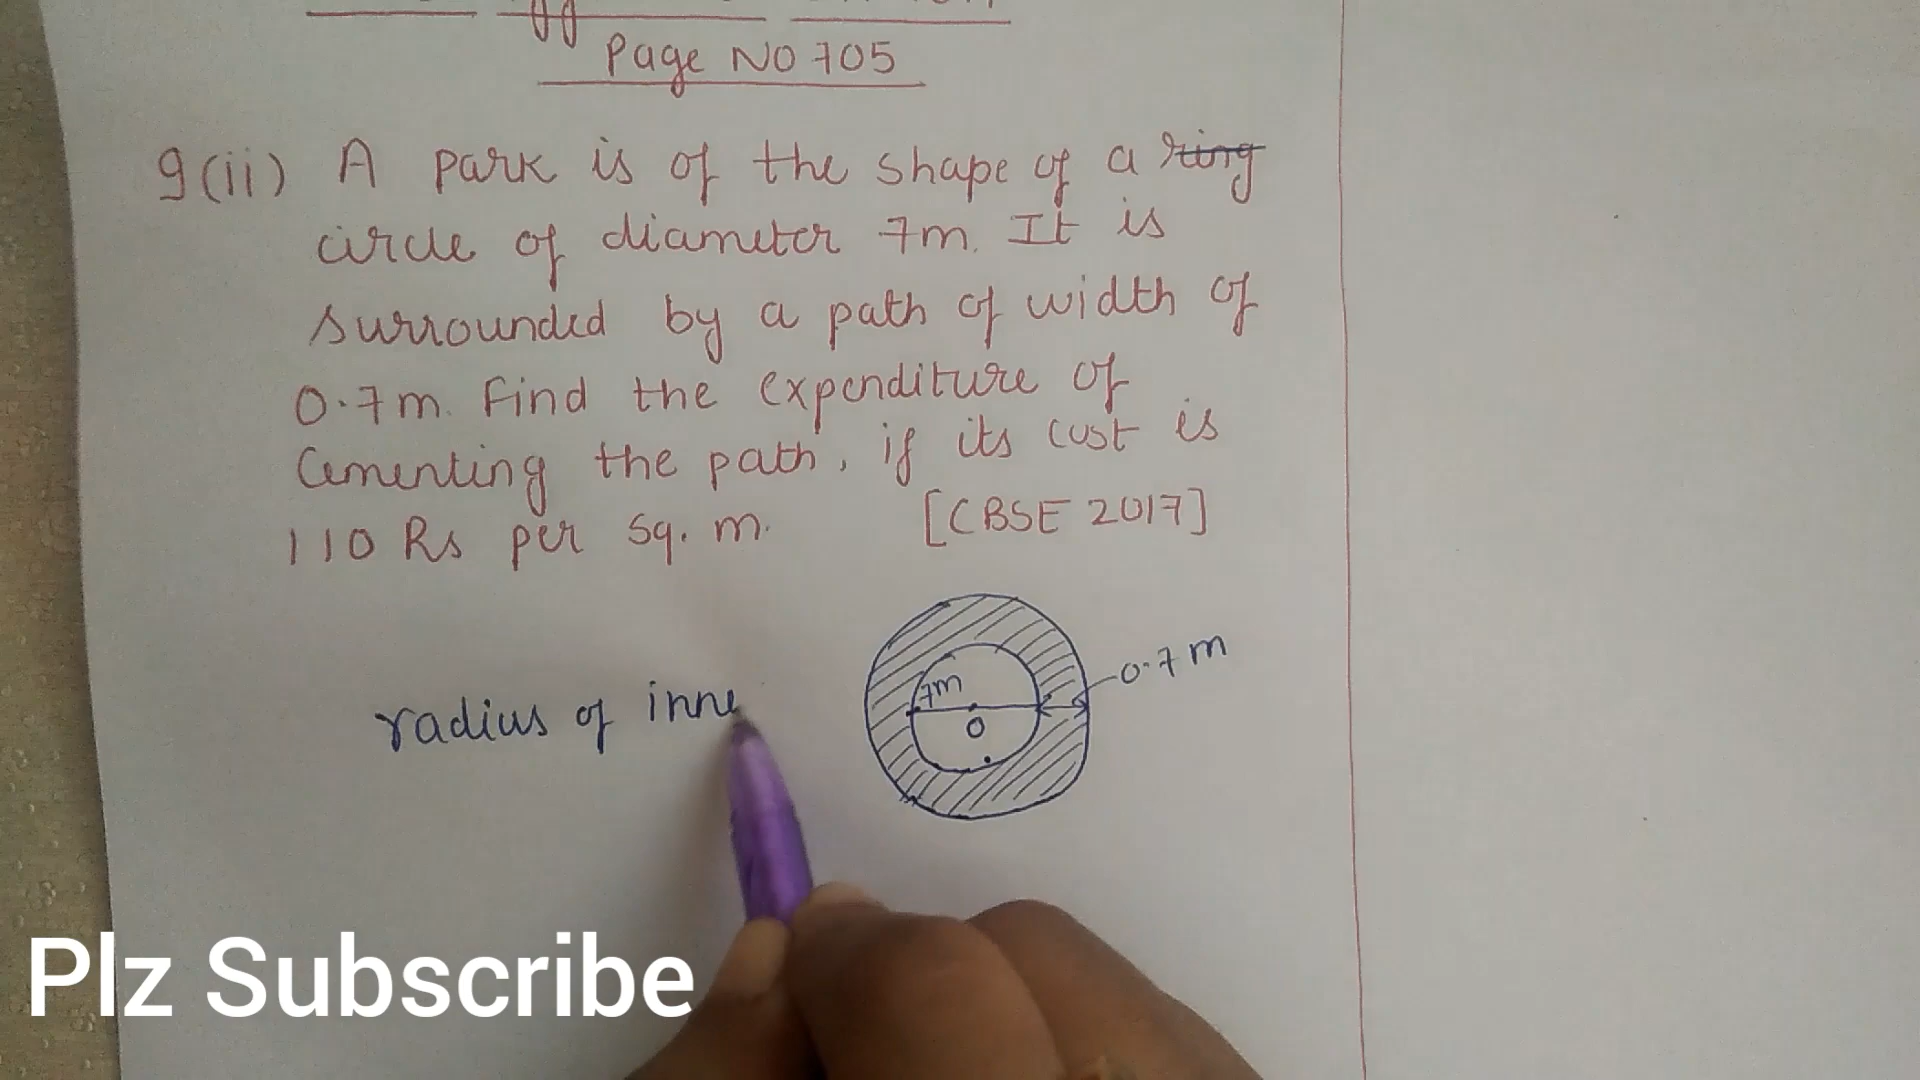 Page NO 705
9(ii) A park is of the shape of a ring
circle of diameter 7m. It is
surrounded by a path of width of
0.7m. Find the expenditure of
Cementing the path, if its cost is
110 Rs per sq. m. [CBSE 2017]
0.7 m
7m
radius of inne
O
Plz Subscribe